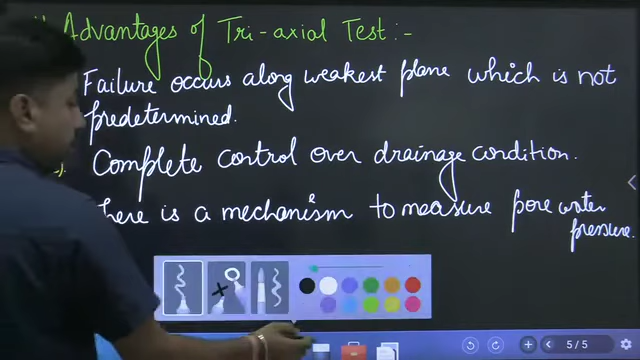 Advantages of Tri-axial Test:-
Failure occurs along weakest plane which is not
predetermined.
Complete control over drainage condition.
here is a mechanism to measure pore water
pressure.
5/5